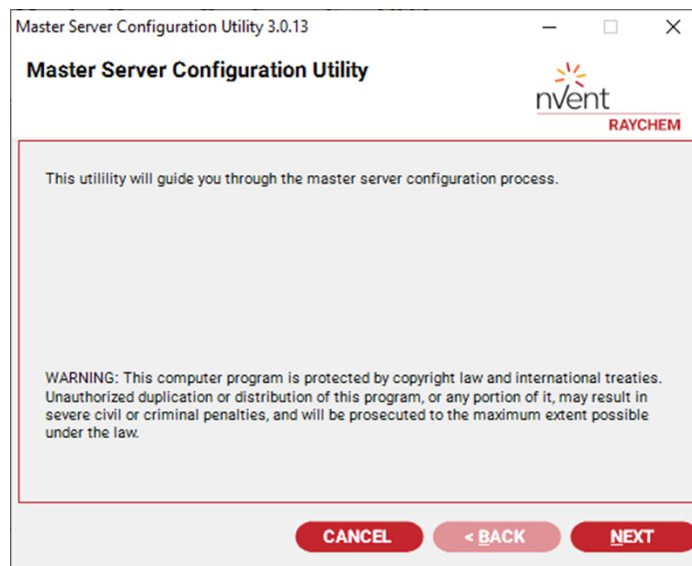 Master Server Configuration Utility 3.0.13
Master Server Configuration Utility
nvent
RAYCHEM
This utilility will guide you through the master server configuration process.
WARNING: This computer program is protected by copyright law and international treaties.
Unauthorized duplication or distribution of this program, or any portion of it, may result in
severe civil or criminal penalties, and will be prosecuted to the maximum extent possible
under the law.
CANCEL
< BACK
NEXT